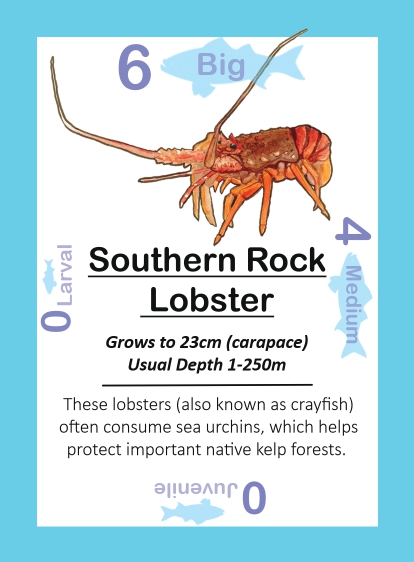 6 Big
Southern Rock
Lobster
4 Medium
0 Larval
Grows to 23cm (carapace)
Usual Depth 1-250m
These lobsters (also known as crayfish)
often consume sea urchins, which helps
protect important native kelp forests.
0 Juvenile